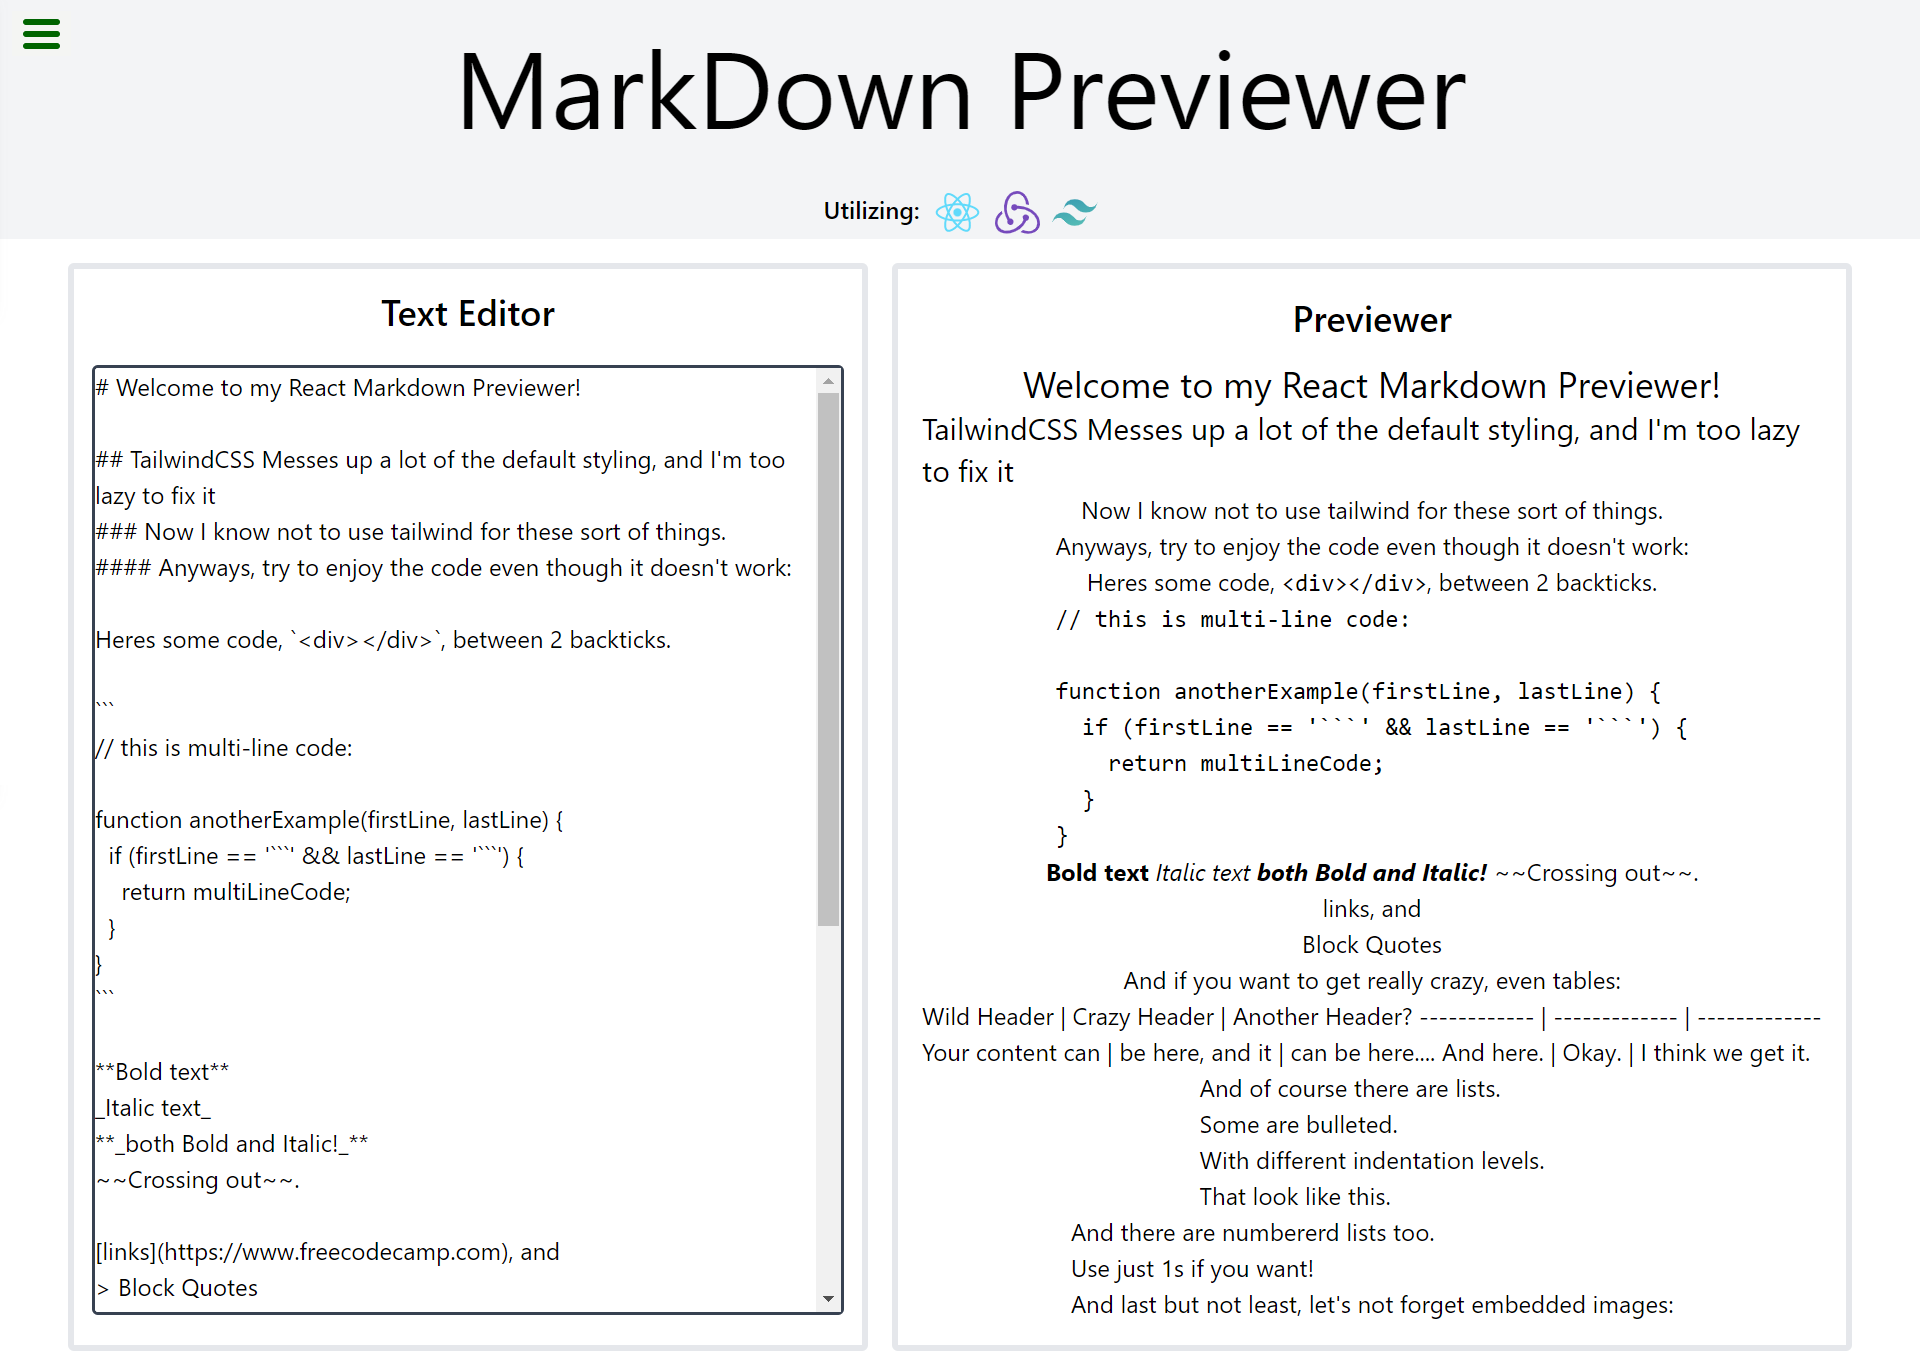 MarkDown Previewer
Utilizing:
Text Editor
# Welcome to my React Markdown Previewer!
## TailwindCSS Messes up a lot of the default styling, and I'm too
lazy to fix it
### Now I know not to use tailwind for these sort of things.
#### Anyways, try to enjoy the code even though it doesn't work:
Heres some code, `<div></div>`, between 2 backticks.
```
// this is multi-line code:
function anotherExample(firstLine, lastLine) {
  if (firstLine == '```' && lastLine == '```') {
    return multiLineCode;
  }
}
```
**Bold text**
_Italic text_
**_both Bold and Italic!_**
~~Crossing out~~.
[links](https://www.freecodecamp.com), and
> Block Quotes
Previewer
Welcome to my React Markdown Previewer!
TailwindCSS Messes up a lot of the default styling, and I'm too lazy
to fix it
Now I know not to use tailwind for these sort of things.
Anyways, try to enjoy the code even though it doesn't work:
Heres some code, <div></div>, between 2 backticks.
// this is multi-line code:
function anotherExample(firstLine, lastLine) {
  if (firstLine == '```' && lastLine == '```') {
    return multiLineCode;
  }
}
Bold text Italic text both Bold and Italic! ~~Crossing out~~.
links, and
Block Quotes
And if you want to get really crazy, even tables:
Wild Header | Crazy Header | Another Header? ------------ | ------------- | -------------
Your content can | be here, and it | can be here.... And here. | Okay. | I think we get it.
And of course there are lists.
Some are bulleted.
With different indentation levels.
That look like this.
And there are numbererd lists too.
Use just 1s if you want!
And last but not least, let's not forget embedded images: